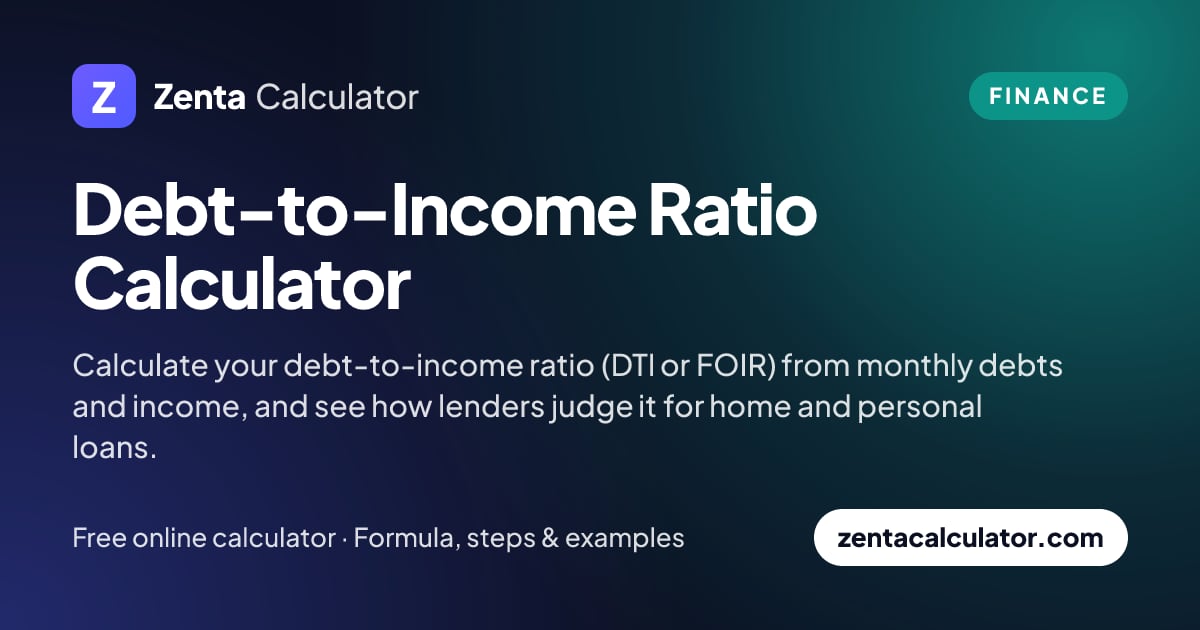 Z
Zenta Calculator
FINANCE
Debt-to-Income Ratio
Calculator
Calculate your debt-to-income ratio (DTI or FOIR) from monthly debts
and income, and see how lenders judge it for home and personal
loans.
Free online calculator · Formula, steps & examples
zentacalculator.com